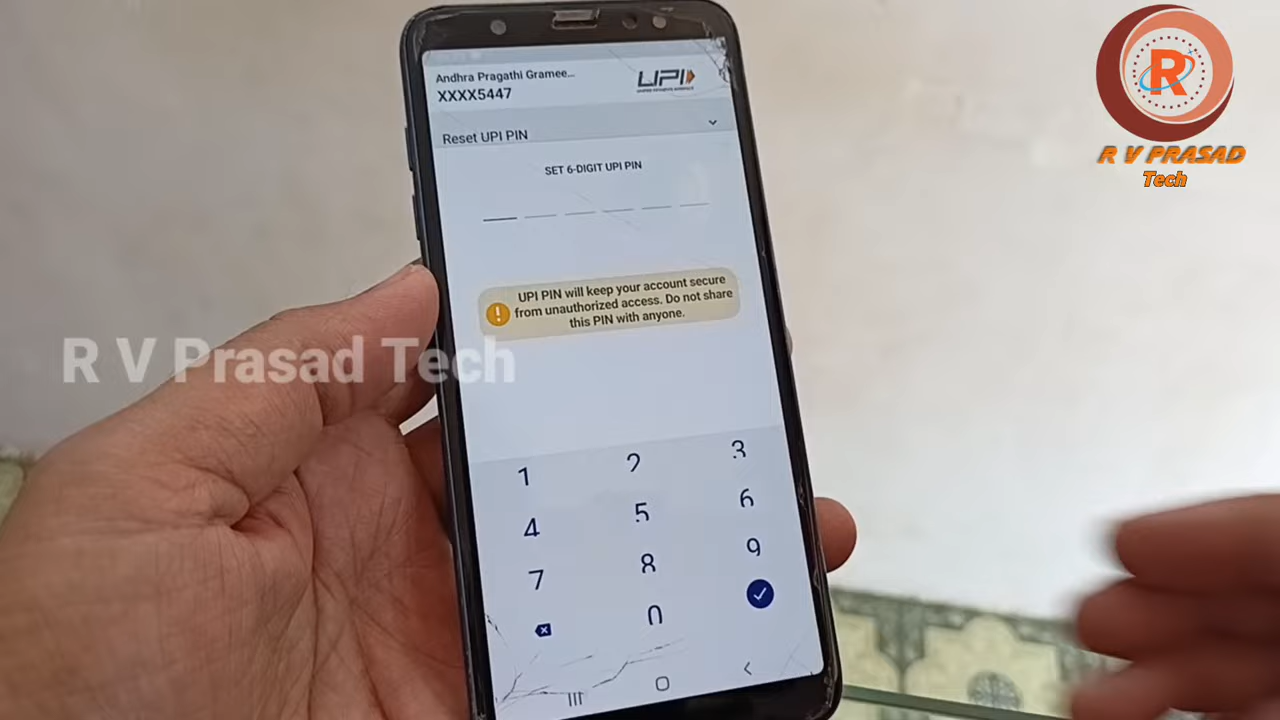 Andhra Pragathi Gramee...
XXXX5447
UPI
Reset UPI PIN
SET 6-DIGIT UPI PIN
UPI PIN will keep your account secure
from unauthorized access. Do not share
this PIN with anyone.
1 2 3
4 5 6
7 8 9
0
R V Prasad Tech
R
R V PRASAD
Tech